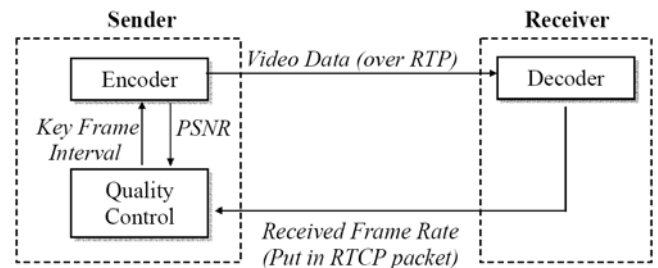 Sender
Receiver
Encoder
Video Data (over RTP)
Decoder
Key Frame
Interval
PSNR
Quality
Control
Received Frame Rate
(Put in RTCP packet)